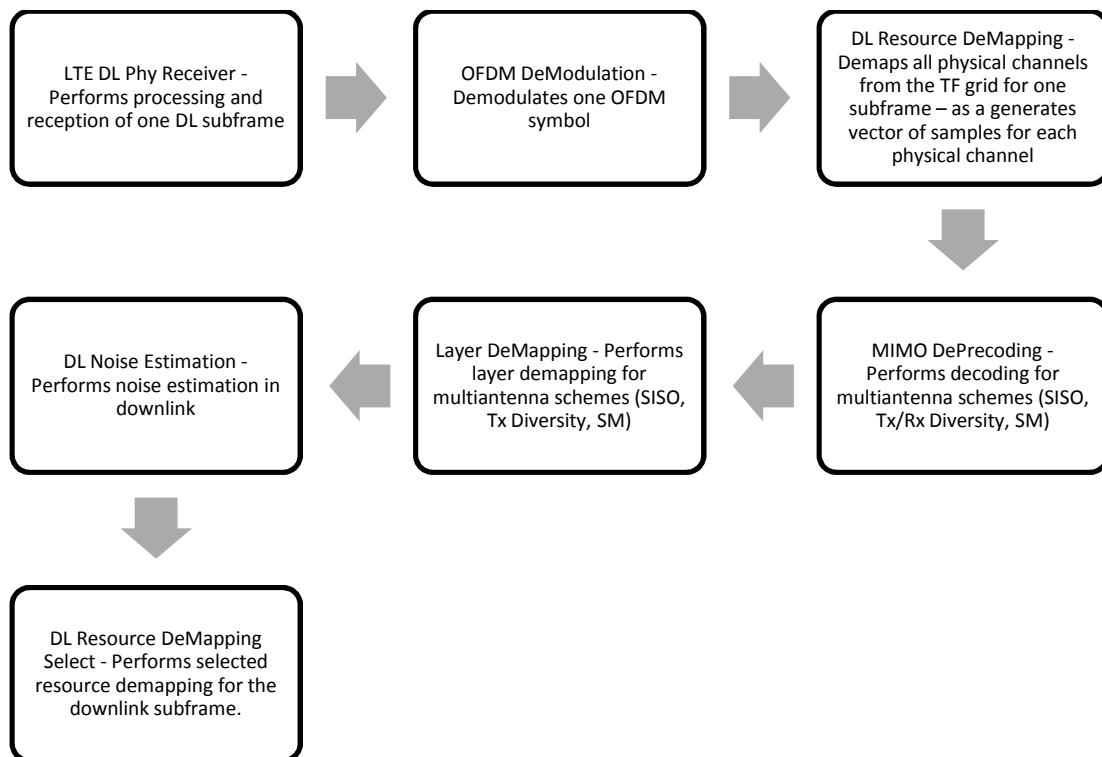 LTE DL Phy Receiver -
Performs processing and
reception of one DL subframe
OFDM DeModulation -
Demodulates one OFDM
symbol
DL Resource DeMapping -
Demaps all physical channels
from the TF grid for one
subframe – as a generates
vector of samples for each
physical channel
MIMO DePrecoding -
Performs decoding for
multiantenna schemes (SISO,
Tx/Rx Diversity, SM)
Layer DeMapping - Performs
layer demapping for
multiantenna schemes (SISO,
Tx Diversity, SM)
DL Noise Estimation -
Performs noise estimation in
downlink
DL Resource DeMapping
Select - Performs selected
resource demapping for the
downlink subframe.